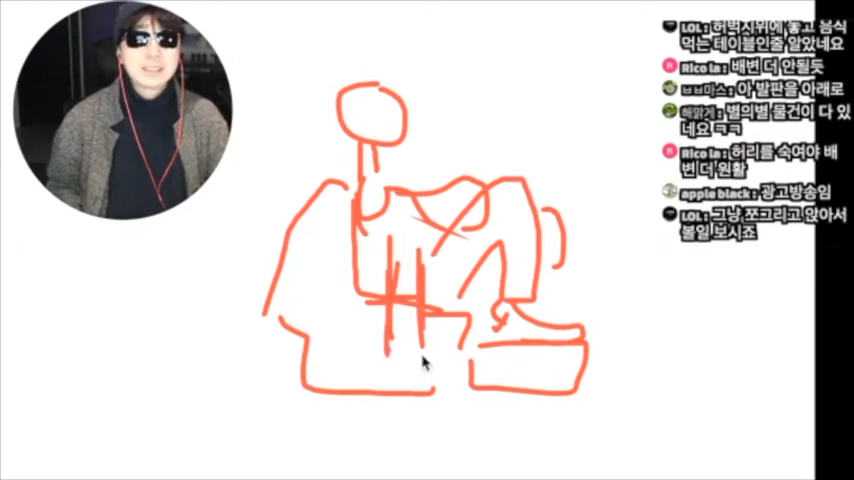 LOL: 허벅지위에 놓고 음식
먹는 테이블인줄 알았네요
Rico la: 배변 더 안될듯
ㅂㅂ미스: 아 발판을 아래로
해맑게: 별의별 물건이 다 있
네요 ㅋㅋ
Rico la: 허리를 숙여야 배
변 더 원활
apple black: 광고방송임
LOL: 그냥 쪼그리고 앉아서
볼일 보시죠